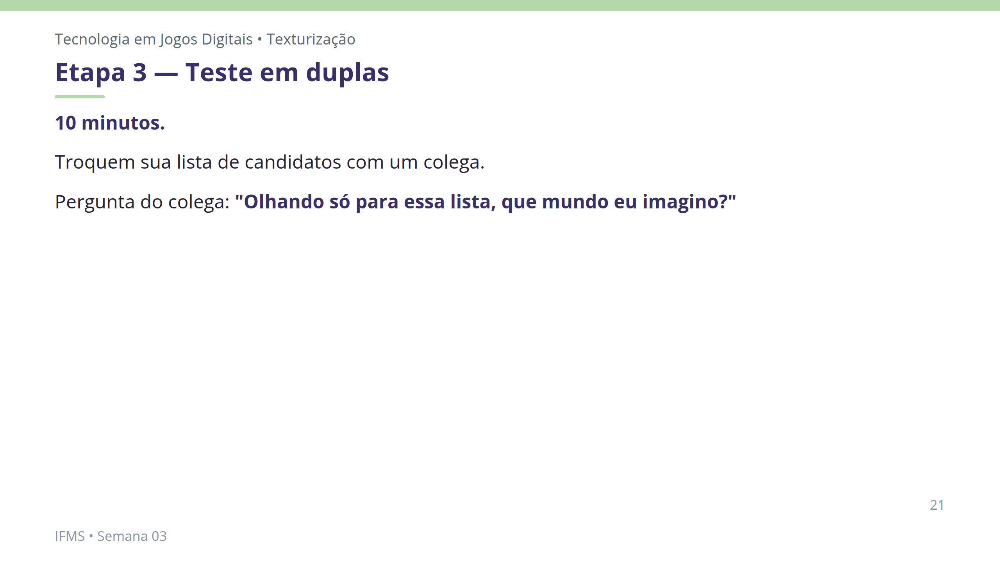 Tecnologia em Jogos Digitais • Texturização
Etapa 3 — Teste em duplas
10 minutos.
Troquem sua lista de candidatos com um colega.
Pergunta do colega: "Olhando só para essa lista, que mundo eu imagino?"
21
IFMS • Semana 03